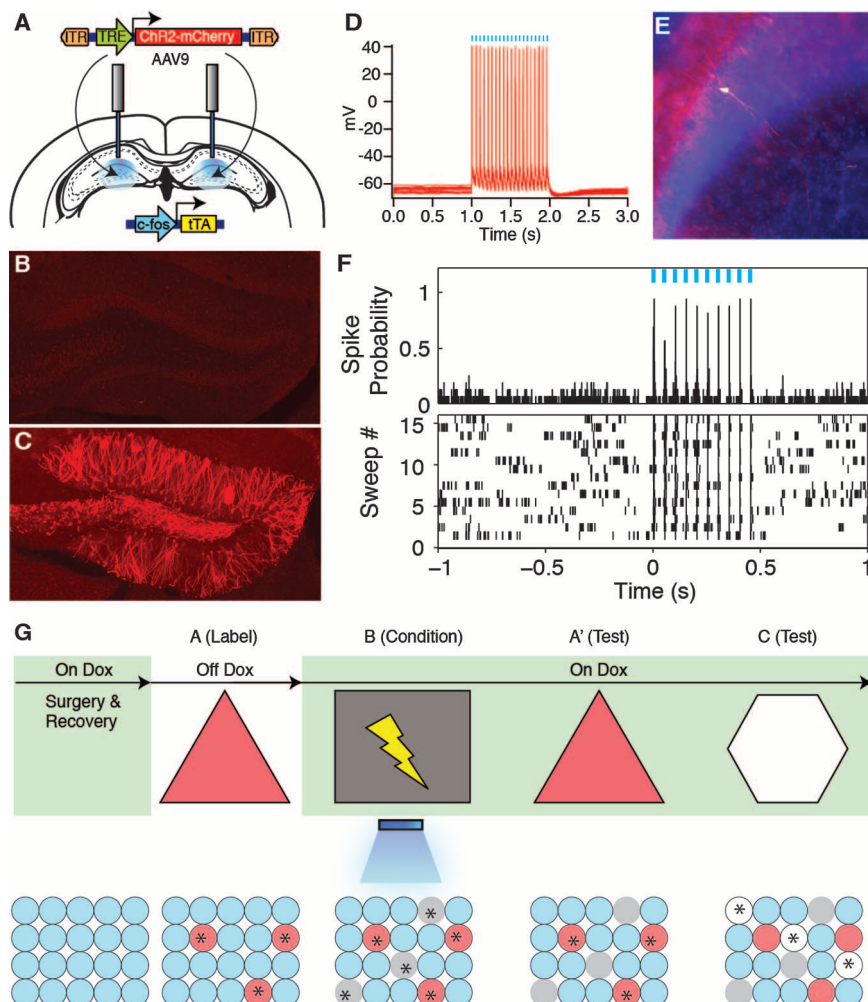 A
ITR TRE ChR2-mCherry ITR
AAV9
c-fos tTA
B
C
D
mV
40
0
-20
-40
-60
0.0 0.5 1.0 1.5 2.0 2.5 3.0
Time (s)
E
F
Spike
Probability
1
0.5
0
Sweep #
15
10
5
0
−1 −0.5 0 0.5 1
Time (s)
G
A (Label) B (Condition) A' (Test) C (Test)
On Dox Off Dox On Dox
Surgery &
Recovery
* * *
* * * * * *
* * *
* * *